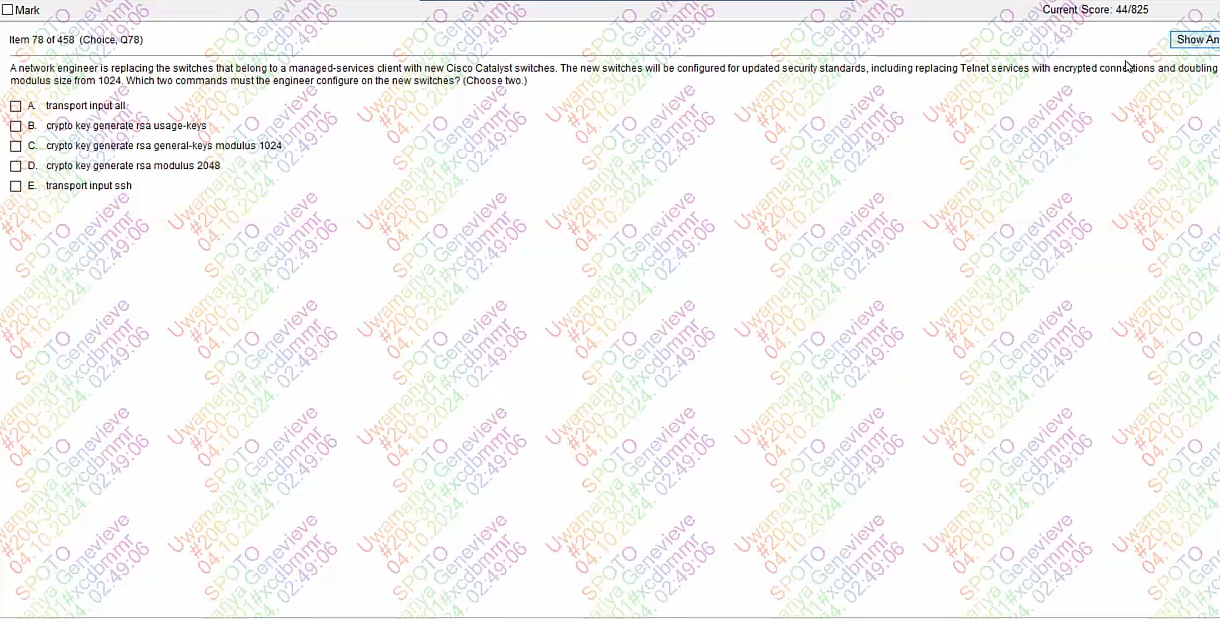 Mark
Current Score: 44/825
Item 78 of 458 (Choice, Q78)
Show An
A network engineer is replacing the switches that belong to a managed-services client with new Cisco Catalyst switches. The new switches will be configured for updated security standards, including replacing Telnet services with encrypted connections and doubling
modulus size from 1024. Which two commands must the engineer configure on the new switches? (Choose two.)
A. transport input all
B. crypto key generate rsa usage-keys
C. crypto key generate rsa general-keys modulus 1024
D. crypto key generate rsa modulus 2048
E. transport input ssh
SPOTO
Uwamariya Genevieve
#200-301#xcdbmmr
04.10.2024. 02:49:06